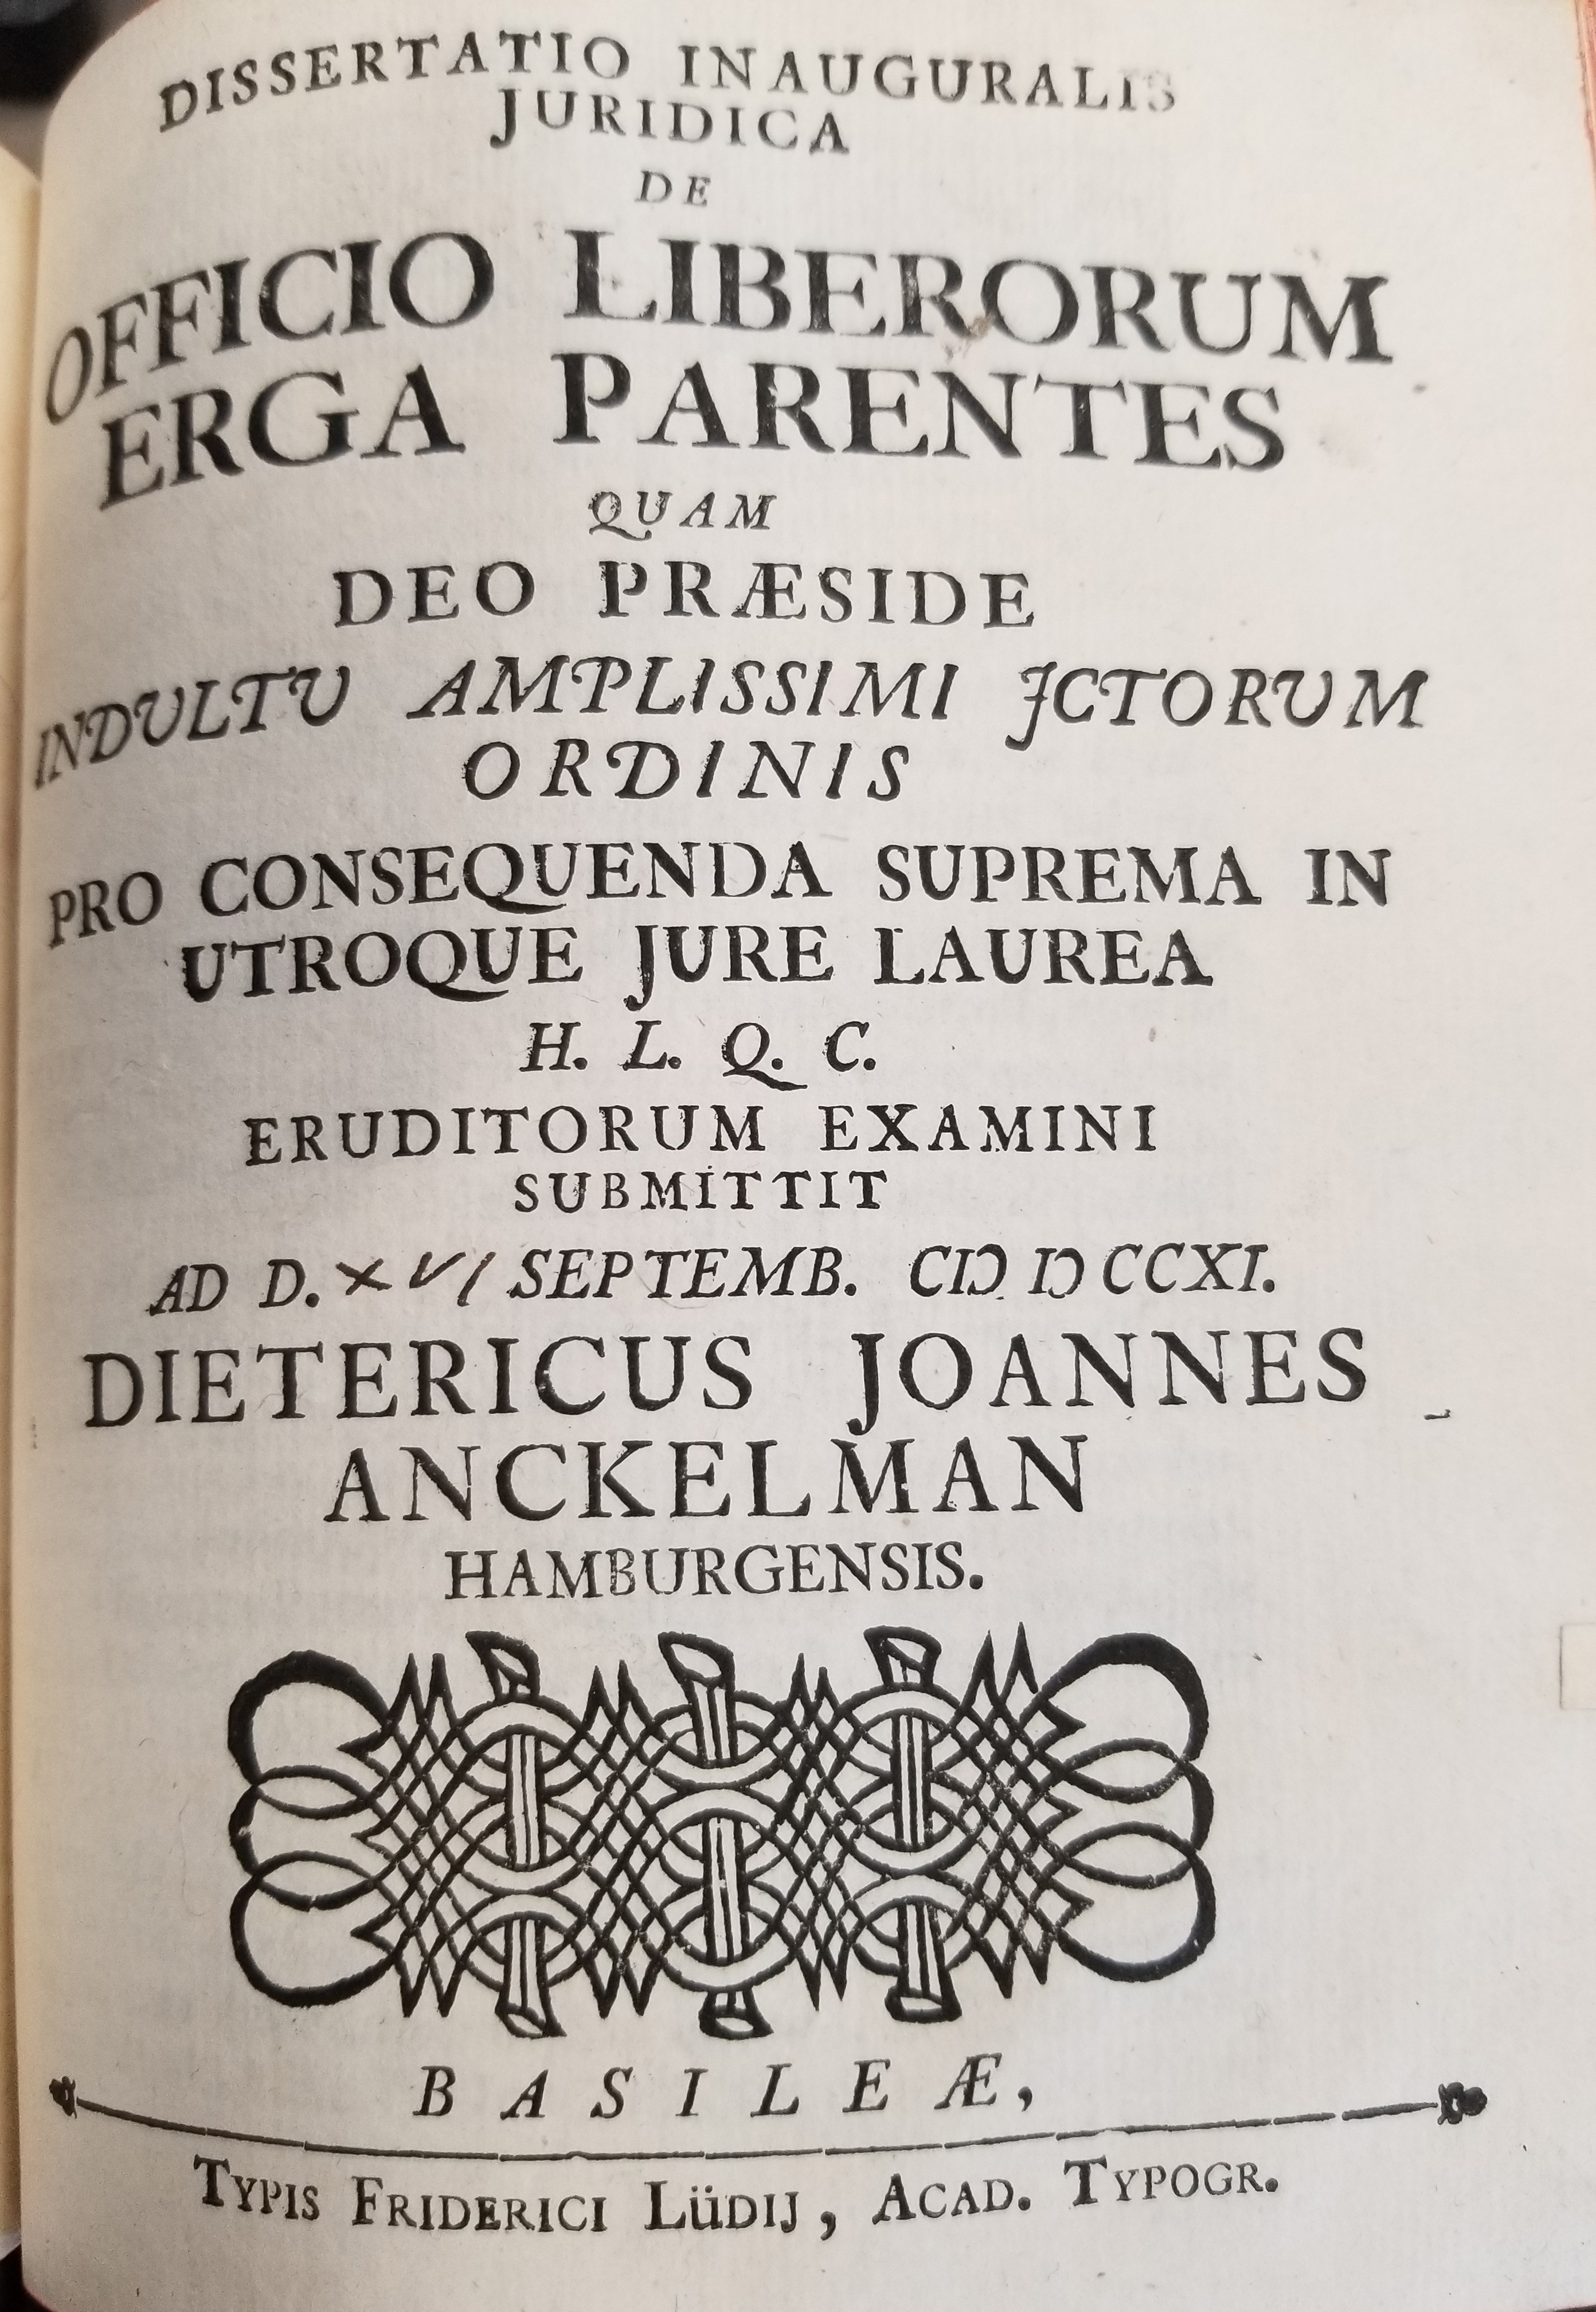 DISSERTATIO INAUGURALIS
JURIDICA
DE
OFFICIO LIBERORUM
ERGA PARENTES
QUAM
DEO PRÆSIDE
INDULTU AMPLISSIMI JCTORUM
ORDINIS
PRO CONSEQUENDA SUPREMA IN
UTROQUE JURE LAUREA
H. L. Q. C.
ERUDITORUM EXAMINI
SUBMITTIT
AD D. XVI SEPTEMB. CIↃ IↃ CCXI.
DIETERICUS JOANNES
ANCKELMAN
HAMBURGENSIS.
BASILEÆ,
TYPIS FRIDERICI LüDIJ, ACAD. TYPOGR.